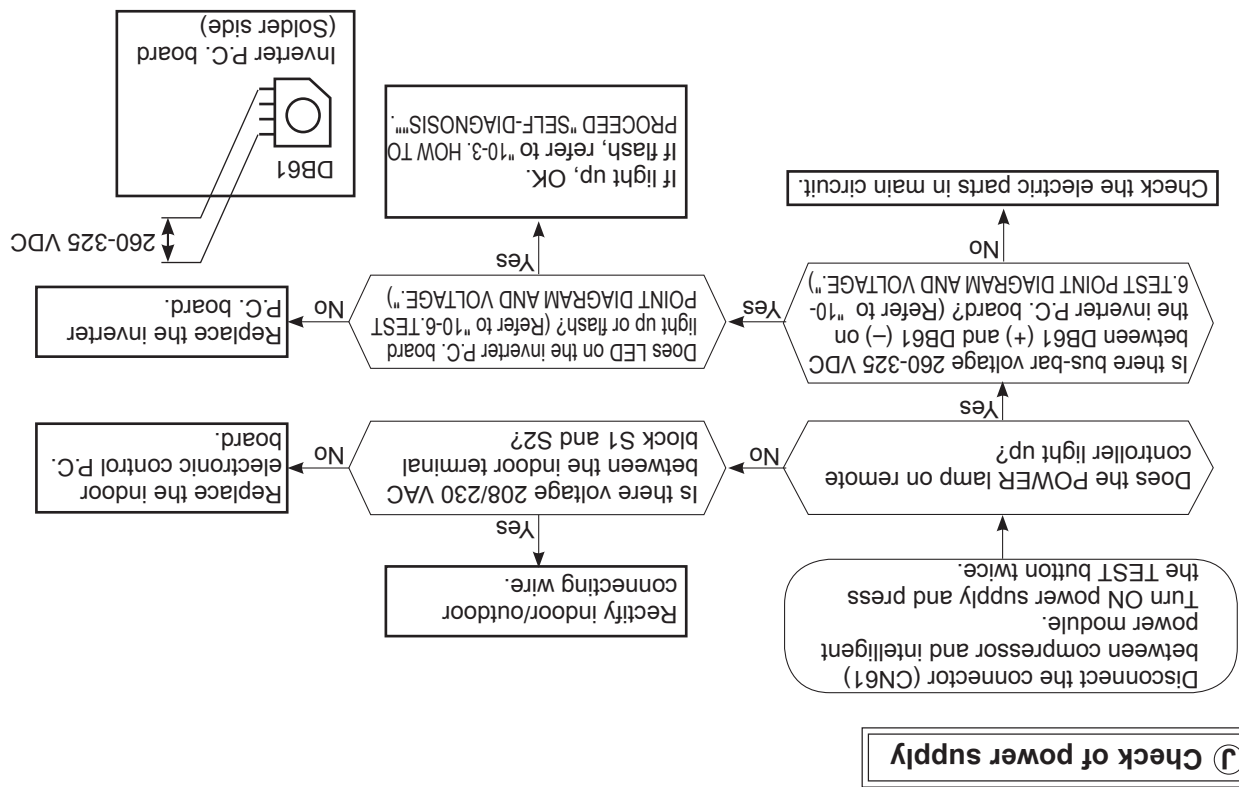 Ⓙ Check of power supply
Disconnect the connector (CN61)
between compressor and intelligent
power module.
Turn ON power supply and press
the TEST button twice.
Does the POWER lamp on remote
controller light up?
No
Is there voltage 208/230 VAC
between the indoor terminal
block S1 and S2?
No
Replace the indoor
electronic control P.C.
board.
Yes
Rectify indoor/outdoor
connecting wire.
Yes
Is there bus-bar voltage 260-325 VDC
between DB61 (+) and DB61 (–) on
the inverter P.C. board? (Refer to "10-
6.TEST POINT DIAGRAM AND VOLTAGE.")
Yes
Does LED on the inverter P.C. board
light up or flash? (Refer to "10-6.TEST
POINT DIAGRAM AND VOLTAGE.")
No
Replace the inverter
P.C. board.
No
Check the electric parts in main circuit.
Yes
If light up, OK.
If flash, refer to "10-3. HOW TO
PROCEED "SELF-DIAGNOSIS"".
260-325 VDC
DB61
Inverter P.C. board
(Solder side)